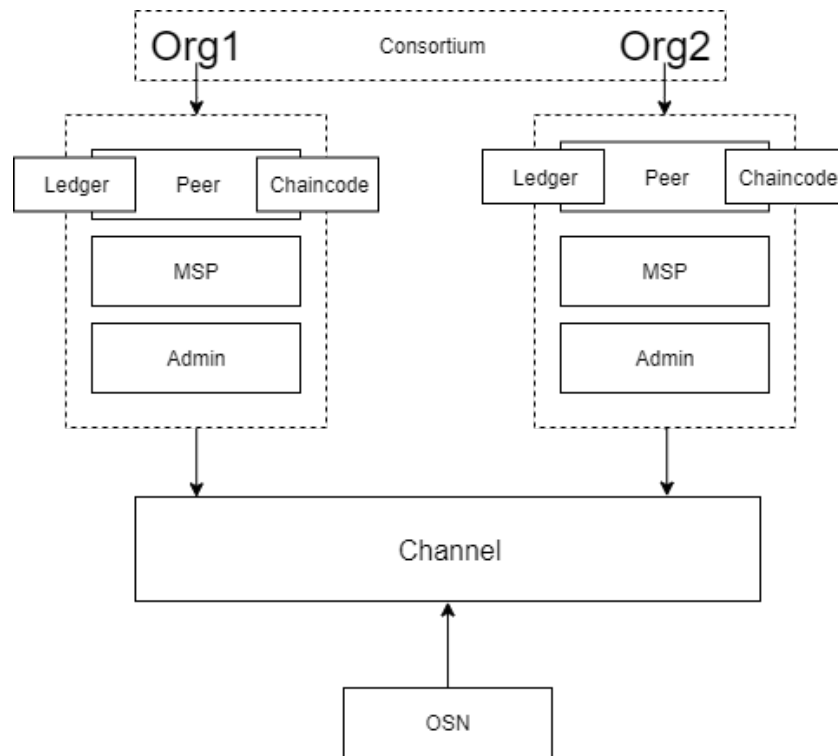 Org1 Consortium Org2
Ledger Peer Chaincode
MSP
Admin
Ledger Peer Chaincode
MSP
Admin
Channel
OSN